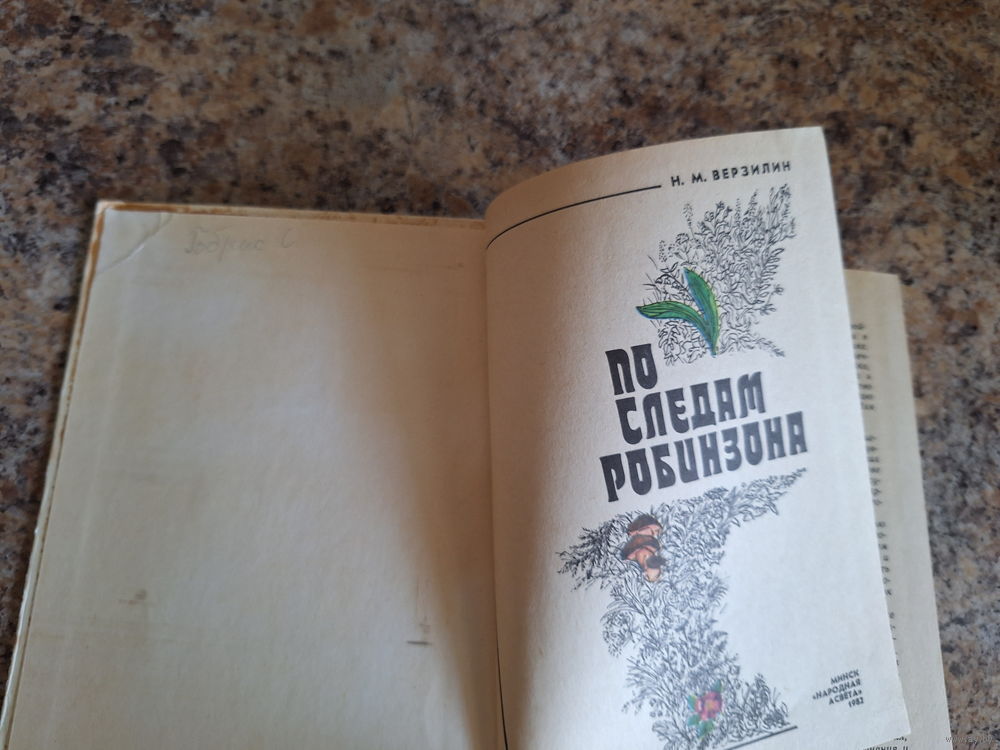 Н. М. ВЕРЗИЛИН
ПО
СЛЕДАМ
РОБИНЗОНА
МИНСК
«НАРОДНАЯ
АСВЕТА»
1982